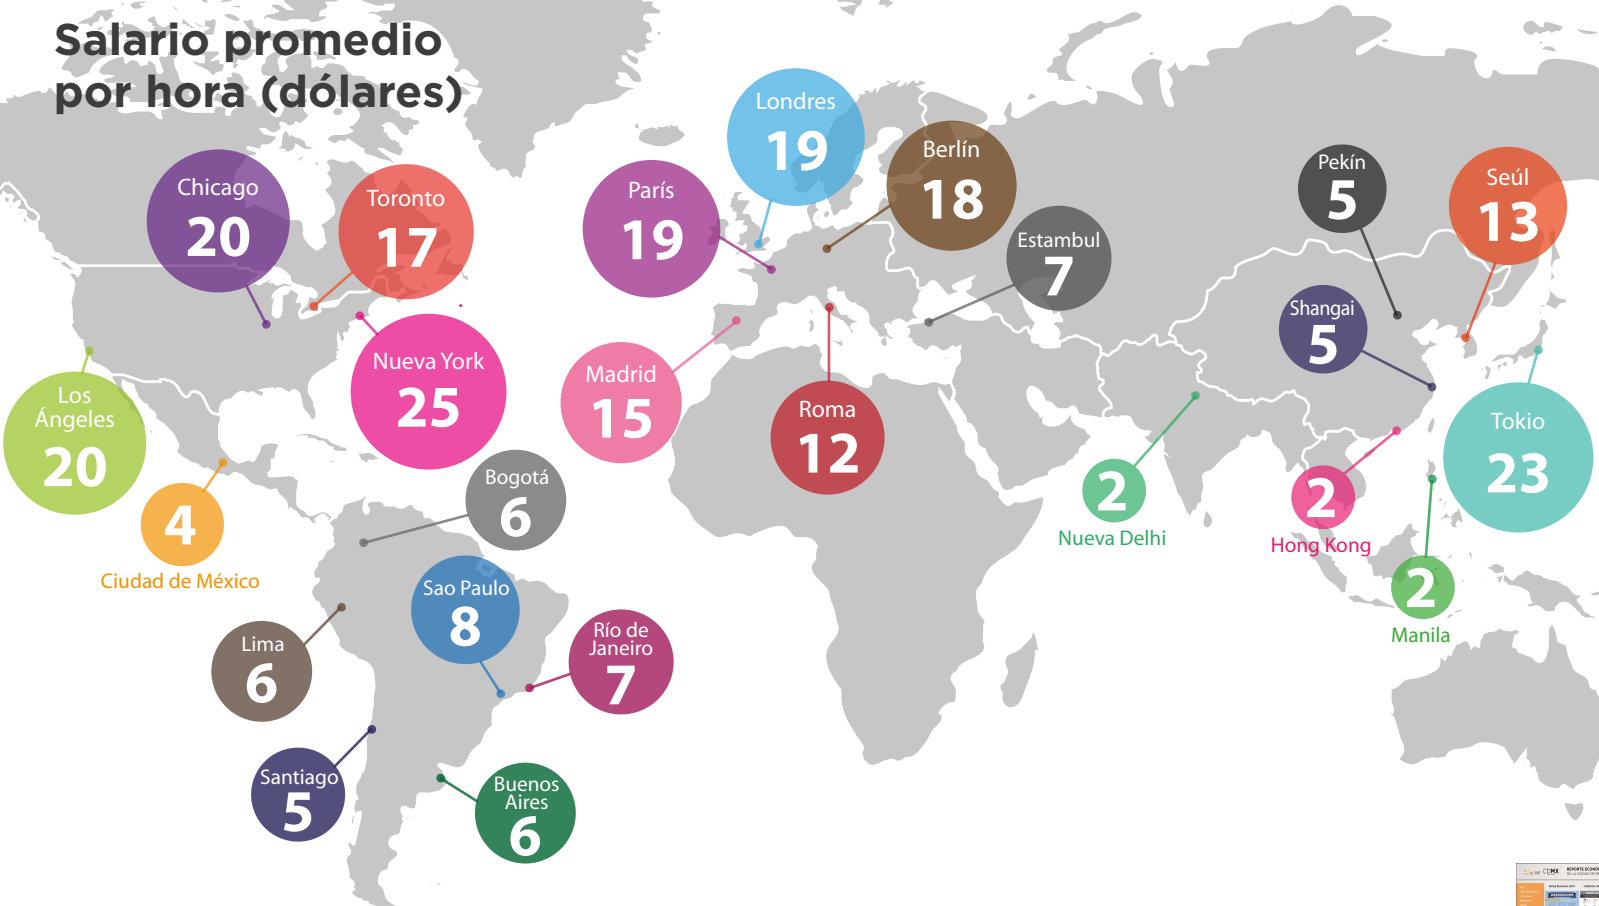 Salario promedio
por hora (dólares)
Chicago
20
Toronto
17
Nueva York
25
Los
Ángeles
20
4
Ciudad de México
Bogotá
6
Sao Paulo
8
Río de
Janeiro
7
Lima
6
Santiago
5
Buenos
Aires
6
Londres
19
París
19
Berlín
18
Estambul
7
Madrid
15
Roma
12
Pekín
5
Seúl
13
Shangai
5
Tokio
23
2
Nueva Delhi
2
Hong Kong
2
Manila
CDMX